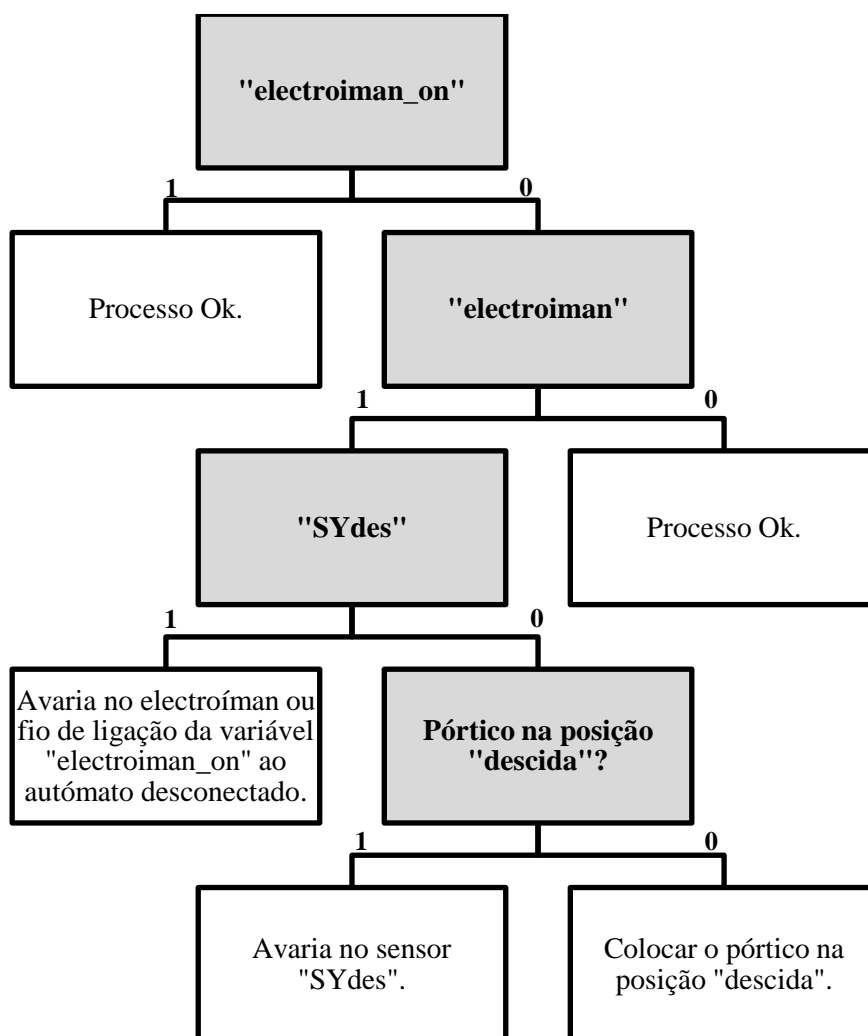 "electroiman_on"
1
0
Processo Ok.
"electroiman"
1
0
"SYdes"
Processo Ok.
1
0
Avaria no electroíman ou
fio de ligação da variável
"electroiman_on" ao
autómato desconectado.
Pórtico na posição
"descida"?
1
0
Avaria no sensor
"SYdes".
Colocar o pórtico na
posição "descida".